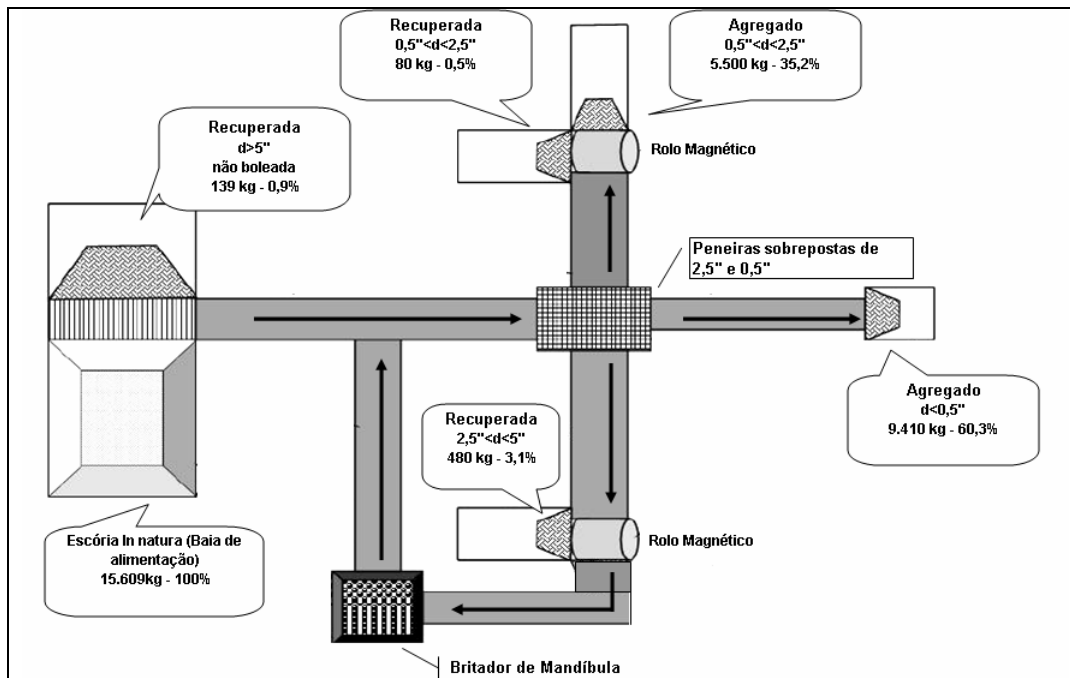 Recuperada
0,5"<d<2,5"
80 kg - 0,5%
Agregado
0,5"<d<2,5"
5.500 kg - 35,2%
Recuperada
d>5"
não boleada
139 kg - 0,9%
Rolo Magnético
Peneiras sobrepostas de
2,5" e 0,5"
Agregado
d<0,5"
9.410 kg - 60,3%
Recuperada
2,5"<d<5"
480 kg - 3,1%
Rolo Magnético
Escória In natura (Baia de
alimentação)
15.609kg - 100%
Britador de Mandíbula